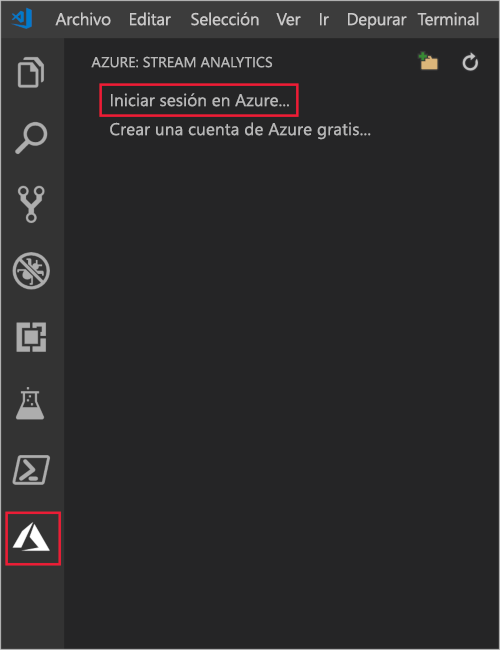 Archivo Editar Selección Ver Ir Depurar Terminal
AZURE: STREAM ANALYTICS
Iniciar sesión en Azure...
Crear una cuenta de Azure gratis...